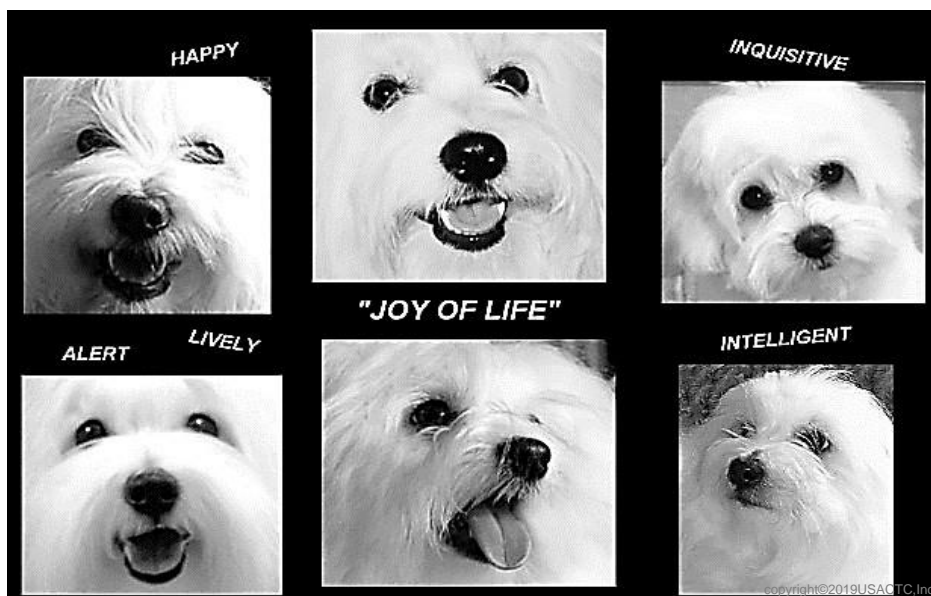 HAPPY
INQUISITIVE
"JOY OF LIFE"
ALERT
LIVELY
INTELLIGENT
copyright©2019USACTC,Inc